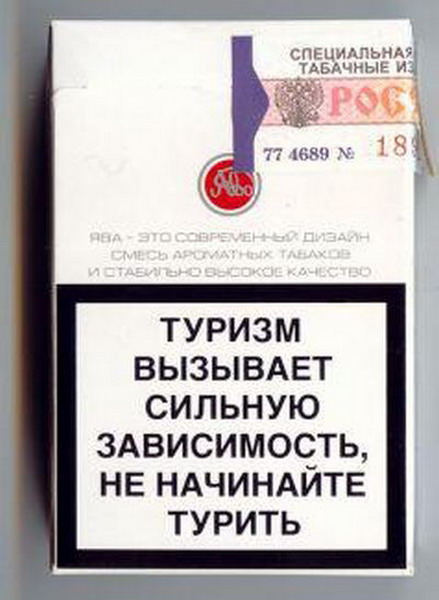 СПЕЦИАЛЬНАЯ
ТАБАЧНЫЕ ИЗ
РОС
77 4689 № 18
ЯВА - ЭТО СОВРЕМЕННЫЙ ДИЗАЙН
СМЕСЬ АРОМАТНЫХ ТАБАКОВ
И СТАБИЛЬНО ВЫСОКОЕ КАЧЕСТВО
ТУРИЗМ
ВЫЗЫВАЕТ
СИЛЬНУЮ
ЗАВИСИМОСТЬ,
НЕ НАЧИНАЙТЕ
ТУРИТЬ